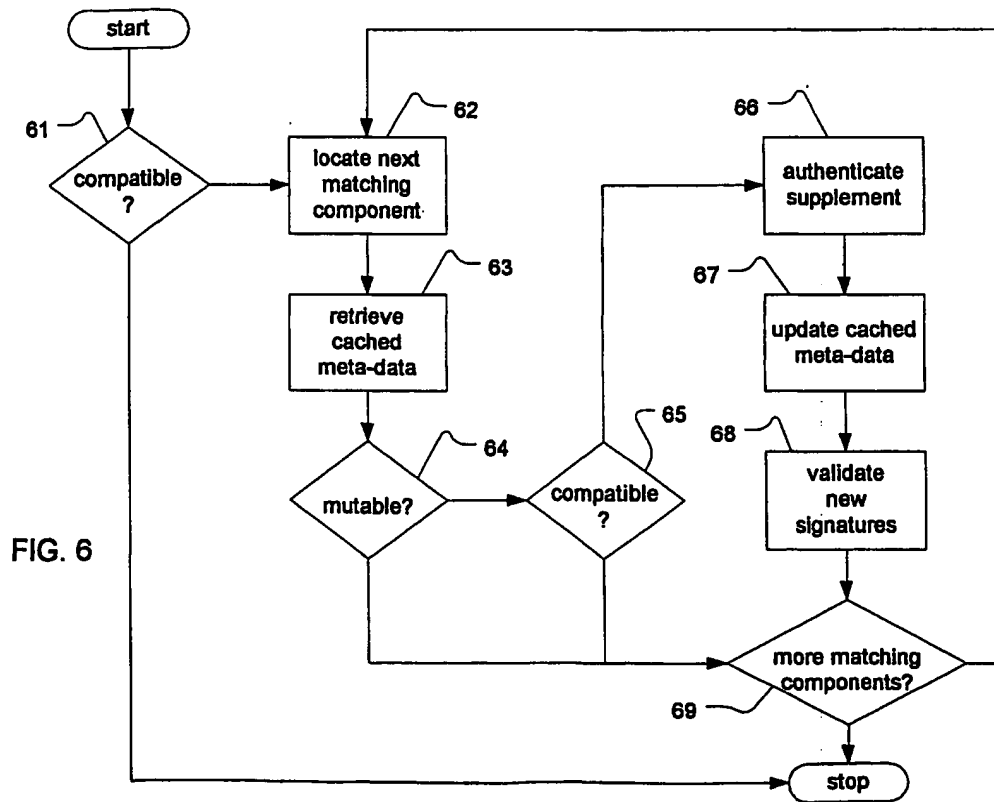 start
61
compatible
?
62
locate next
matching
component
63
retrieve
cached
meta-data
64
mutable?
65
compatible
?
66
authenticate
supplement
67
update cached
meta-data
68
validate
new
signatures
more matching
components?
69
stop
FIG. 6